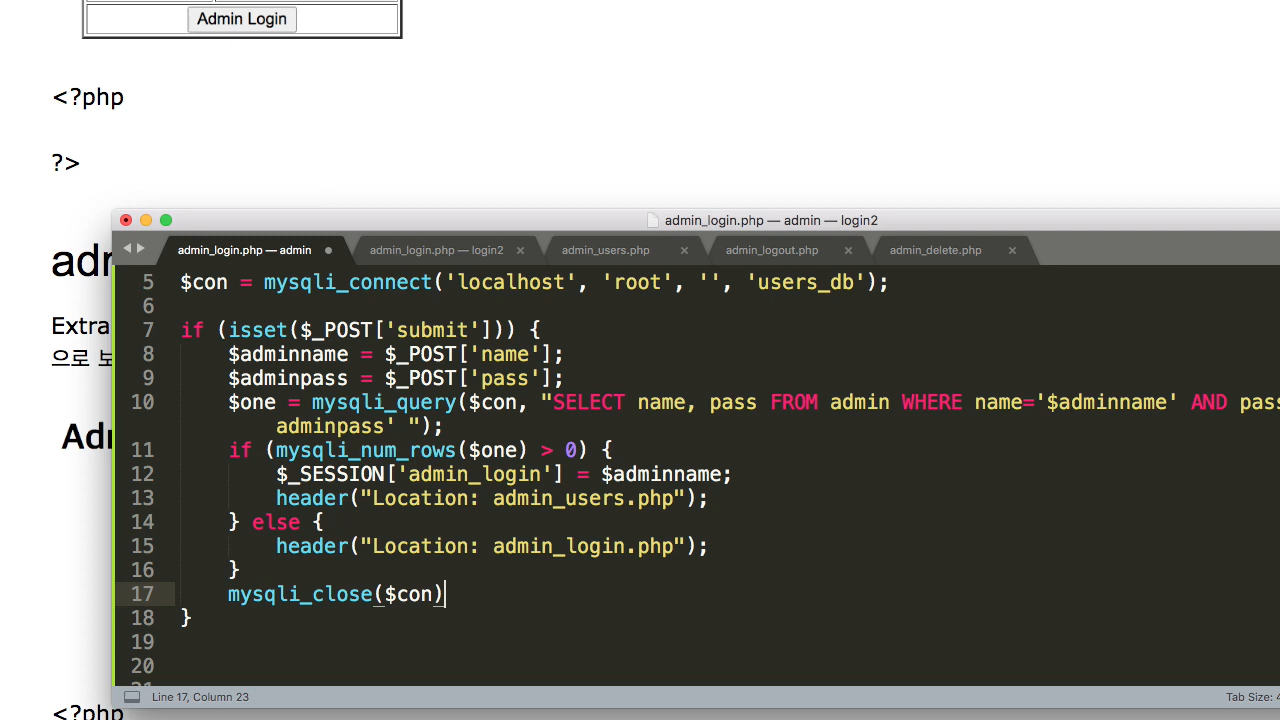 Admin Login
<?php
?>
admin_login.php — admin — login2
admin_login.php — admin
admin_login.php — login2
admin_users.php
admin_logout.php
admin_delete.php
adm
Extra
으로 보
Adm
5 $con = mysqli_connect('localhost', 'root', '', 'users_db');
6
7 if (isset($_POST['submit'])) {
8 $adminname = $_POST['name'];
9 $adminpass = $_POST['pass'];
10 $one = mysqli_query($con, "SELECT name, pass FROM admin WHERE name='$adminname' AND pass
adminpass' ");
11 if (mysqli_num_rows($one) > 0) {
12 $_SESSION['admin_login'] = $adminname;
13 header("Location: admin_users.php");
14 } else {
15 header("Location: admin_login.php");
16 }
17 mysqli_close($con)
18 }
19
20
Line 17, Column 23
Tab Size: 4
<?php